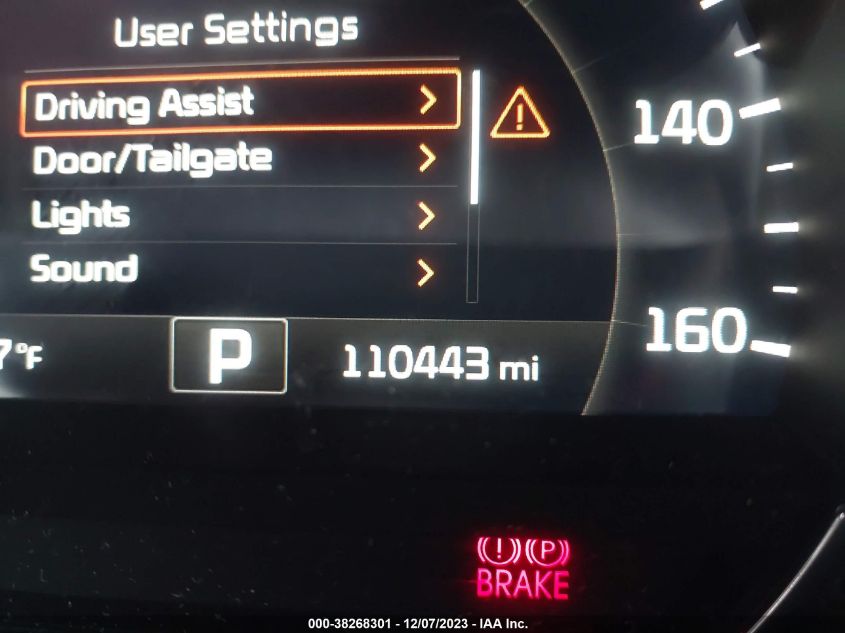 User Settings
Driving Assist
Door/Tailgate
Lights
Sound
140
160
7°F
P
110443 mi
P
BRAKE
000-38268301 - 12/07/2023 - IAA Inc.